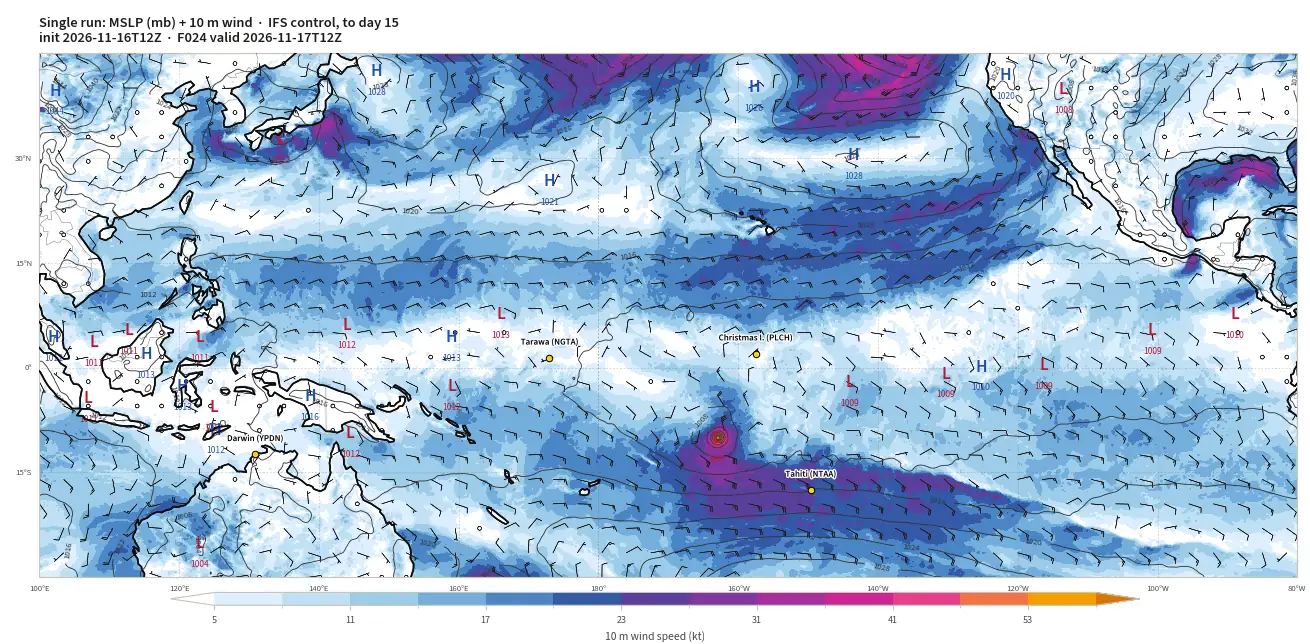 Single run: MSLP (mb) + 10 m wind · IFS control, to day 15
init 2026-11-16T12Z · F024 valid 2026-11-17T12Z
H
1028
H
H
1020
H
1026
L
1008
30°N
L
H
1028
1020
H
1021
15°N
1012
L
1013
L
1012
L
1010
L
1009
H
1013
L
1011
L
1011
L
H
1013
Tarawa (NGTA)
Christmas I. (PLCH)
0°
L
1009
L
1009
H
1010
L
1009
L
1012
H
1016
H
L
L
1012
1012
Darwin (YPDN)
15°S
Tahiti (NTAA)
L
1004
1024
1028
100°E
120°E
140°E
160°E
180°
160°W
140°W
120°W
100°W
80°W
5
11
17
23
31
41
53
10 m wind speed (kt)